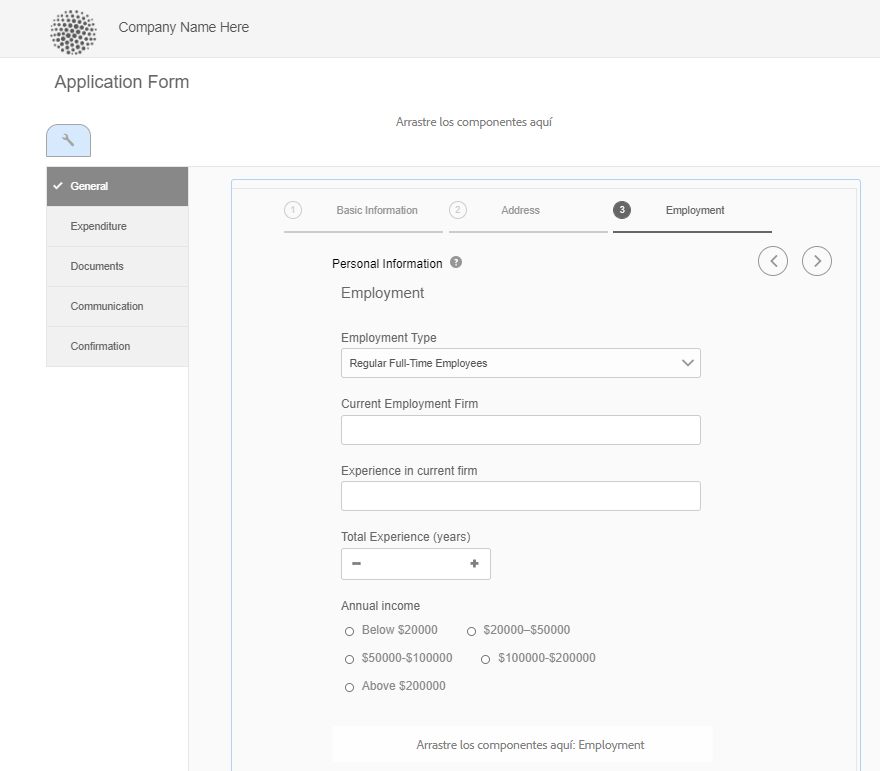 Company Name Here
Application Form
Arrastre los componentes aquí
General
Expenditure
Documents
Communication
Confirmation
1 Basic Information 2 Address 3 Employment
Personal Information ?
Employment
Employment Type
Regular Full-Time Employees
Current Employment Firm
Experience in current firm
Total Experience (years)
Annual income
Below $20000 $20000–$50000
$50000-$100000 $100000-$200000
Above $200000
Arrastre los componentes aquí: Employment